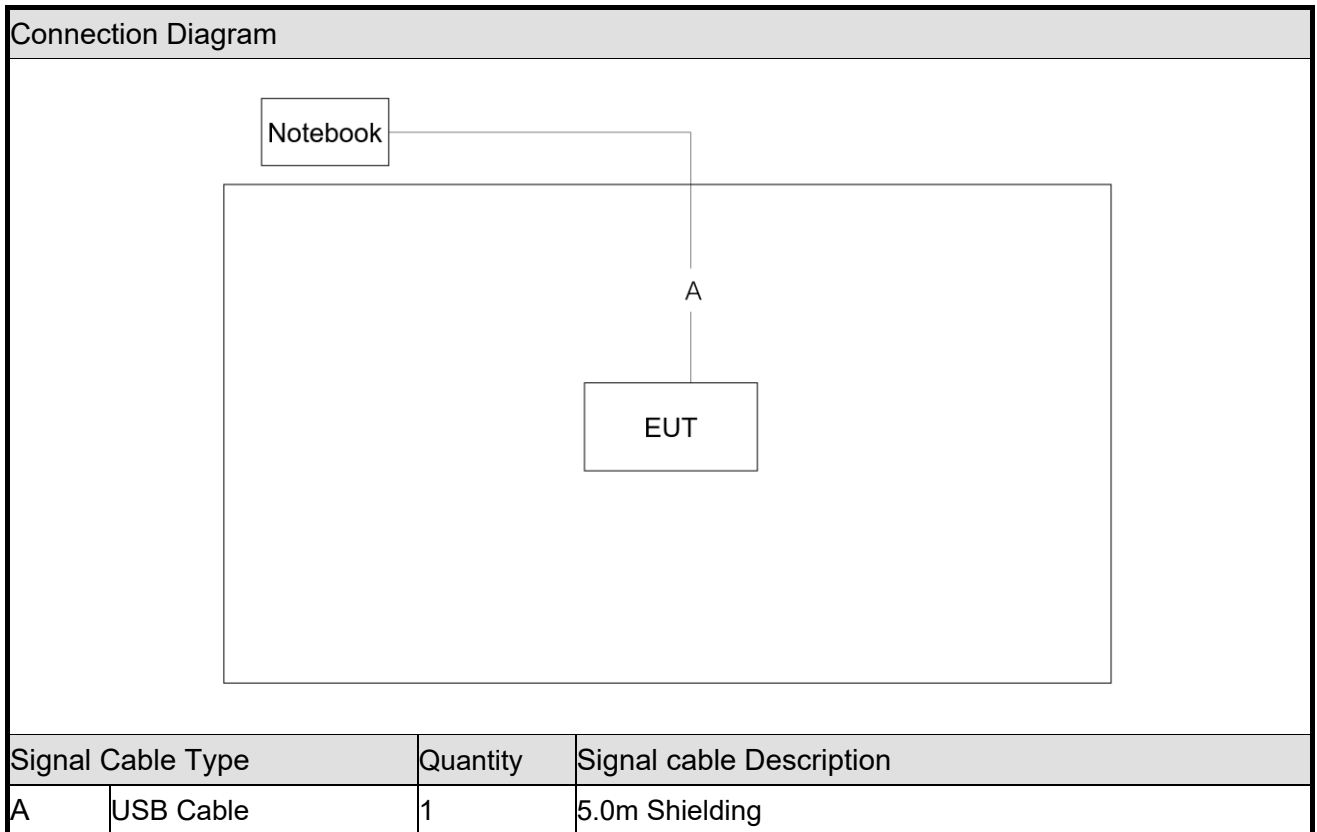 Connection Diagram
Notebook
A
EUT
Signal Cable Type Quantity Signal cable Description
A USB Cable 1 5.0m Shielding